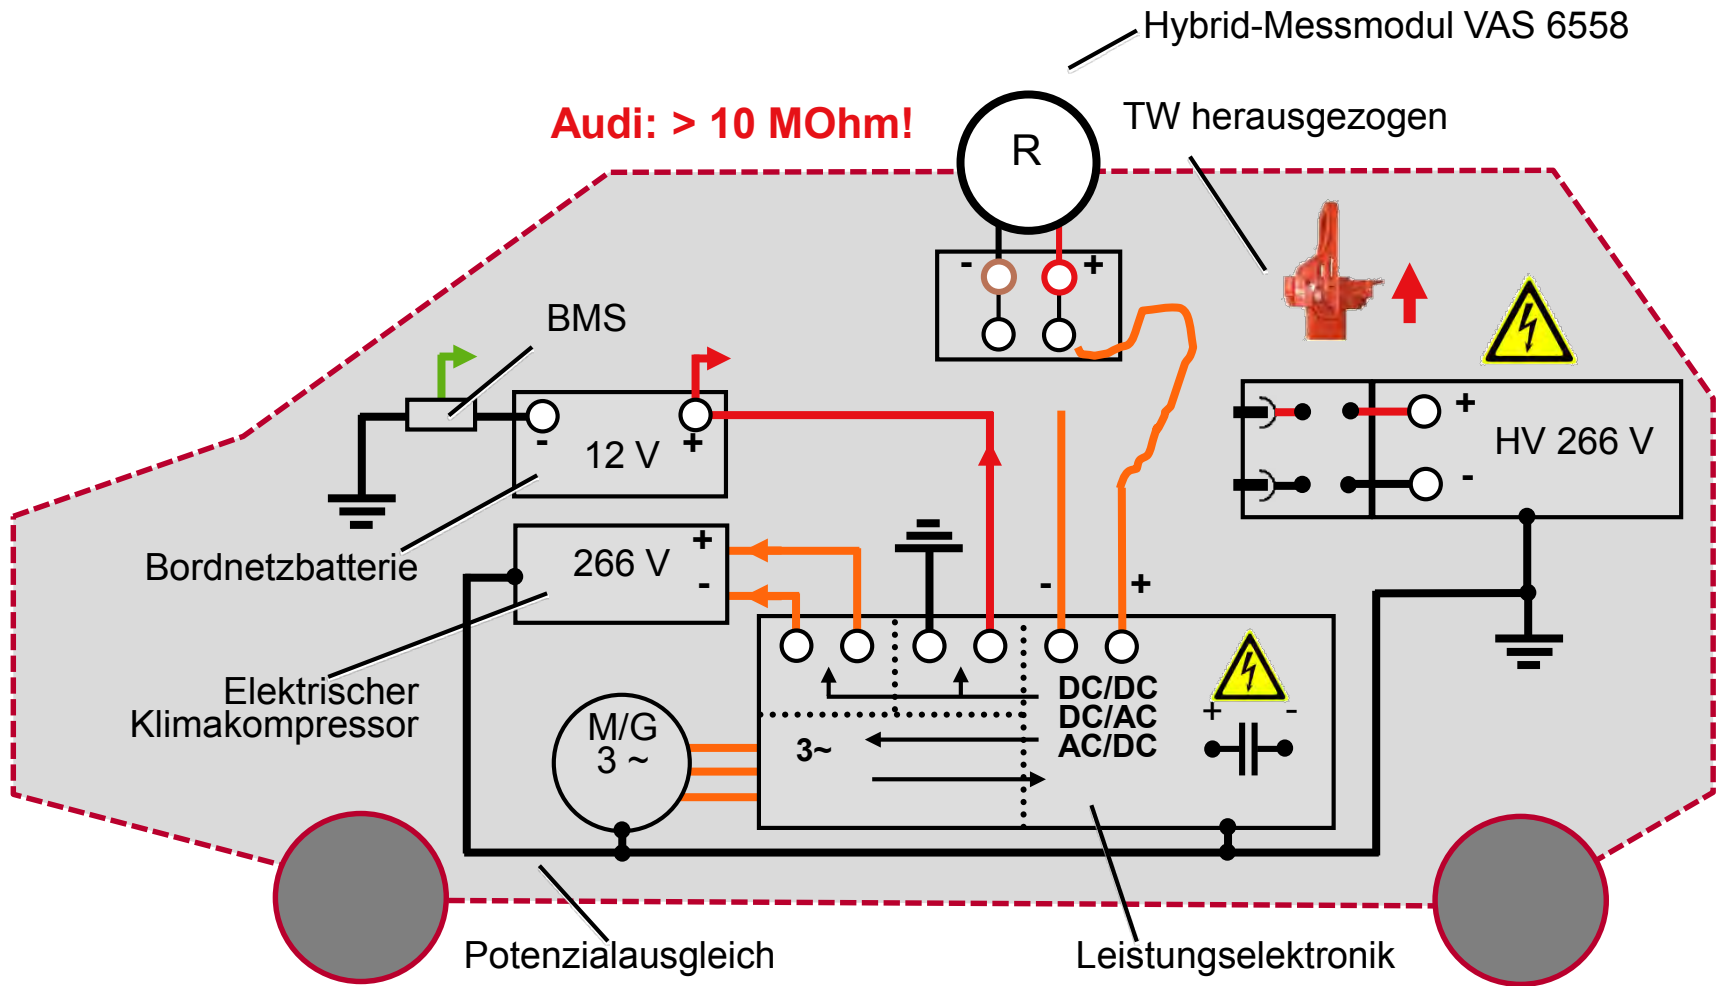 Hybrid-Messmodul VAS 6558
Audi: > 10 MOhm!
TW herausgezogen
R
- +
BMS
- +
12 V
+
HV 266 V
-
Bordnetzbatterie
266 V
+
-
- +
Elektrischer
Klimakompressor
M/G
3 ~
3~
DC/DC
DC/AC
AC/DC
+ -
Potenzialausgleich
Leistungselektronik